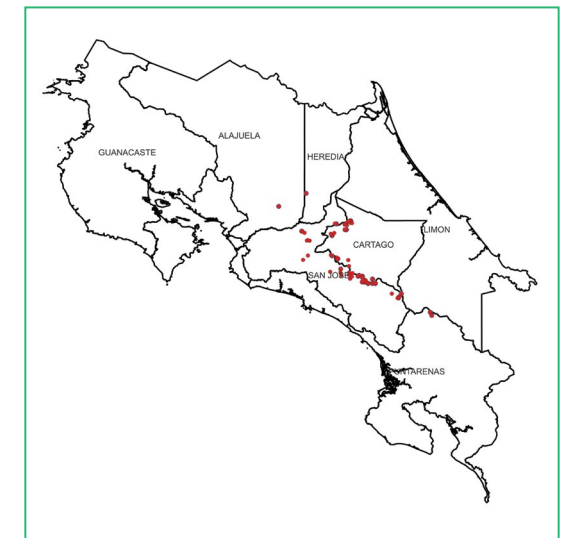 ALAJUELA
GUANACASTE
HEREDIA
LIMON
CARTAGO
SAN JOSE
PUNTARENAS